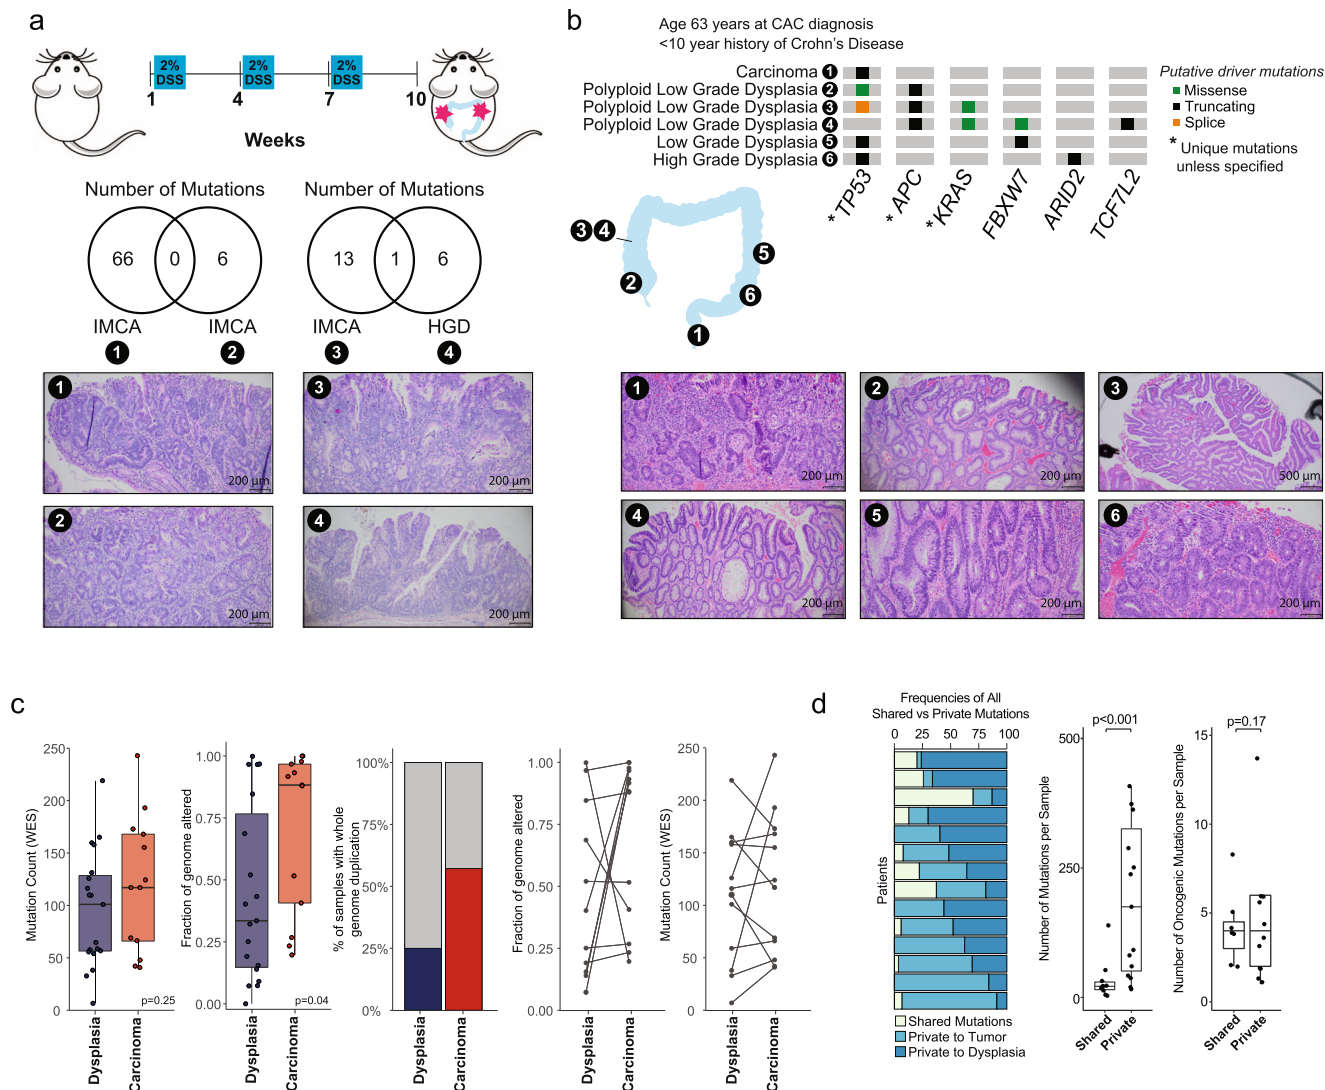 a
2% DSS
2% DSS
2% DSS
1
4
7
10
Weeks
Number of Mutations
66
0
6
IMCA
IMCA
1
2
Number of Mutations
13
1
6
IMCA
HGD
3
4
1
200 µm
3
200 µm
2
200 µm
4
200 µm
b
Age 63 years at CAC diagnosis
<10 year history of Crohn's Disease
Carcinoma 1
Polyploid Low Grade Dysplasia 2
Polyploid Low Grade Dysplasia 3
Polyploid Low Grade Dysplasia 4
Low Grade Dysplasia 5
High Grade Dysplasia 6
* TP53
* APC
* KRAS
FBXW7
ARID2
TCF7L2
Putative driver mutations
Missense
Truncating
Splice
* Unique mutations
unless specified
3 4
2
5
6
1
1
200 µm
2
200 µm
3
500 µm
4
200 µm
5
200 µm
6
200 µm
c
Mutation Count (WES)
250
200
150
100
50
0
p=0.25
Dysplasia
Carcinoma
Fraction of genome altered
1.00
0.75
0.50
0.25
0.00
p=0.04
Dysplasia
Carcinoma
% of samples with whole
genome duplication
100%
75%
50%
25%
0%
Dysplasia
Carcinoma
Fraction of genome altered
1.00
0.75
0.50
0.25
0.00
Dysplasia
Carcinoma
Mutation Count (WES)
250
200
150
100
50
0
Dysplasia
Carcinoma
d
Frequencies of All
Shared vs Private Mutations
0 25 50 75 100
Patients
Shared Mutations
Private to Tumor
Private to Dysplasia
p<0.001
Number of Mutations per Sample
500
250
0
Shared
Private
p=0.17
Number of Oncogenic Mutations per Sample
15
10
5
0
Shared
Private